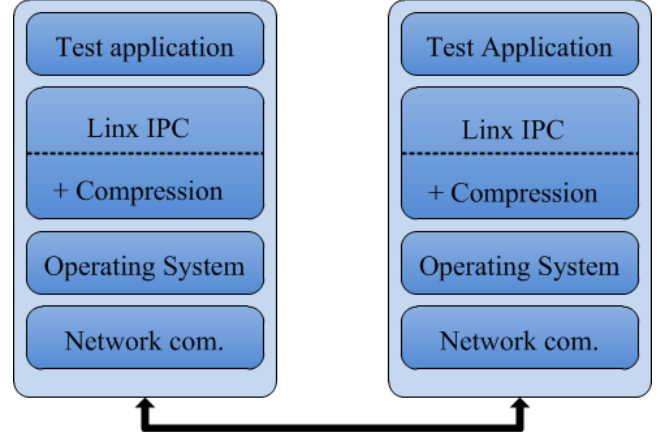 Test application
Linx IPC
+ Compression
Operating System
Network com.
Test Application
Linx IPC
+ Compression
Operating System
Network com.